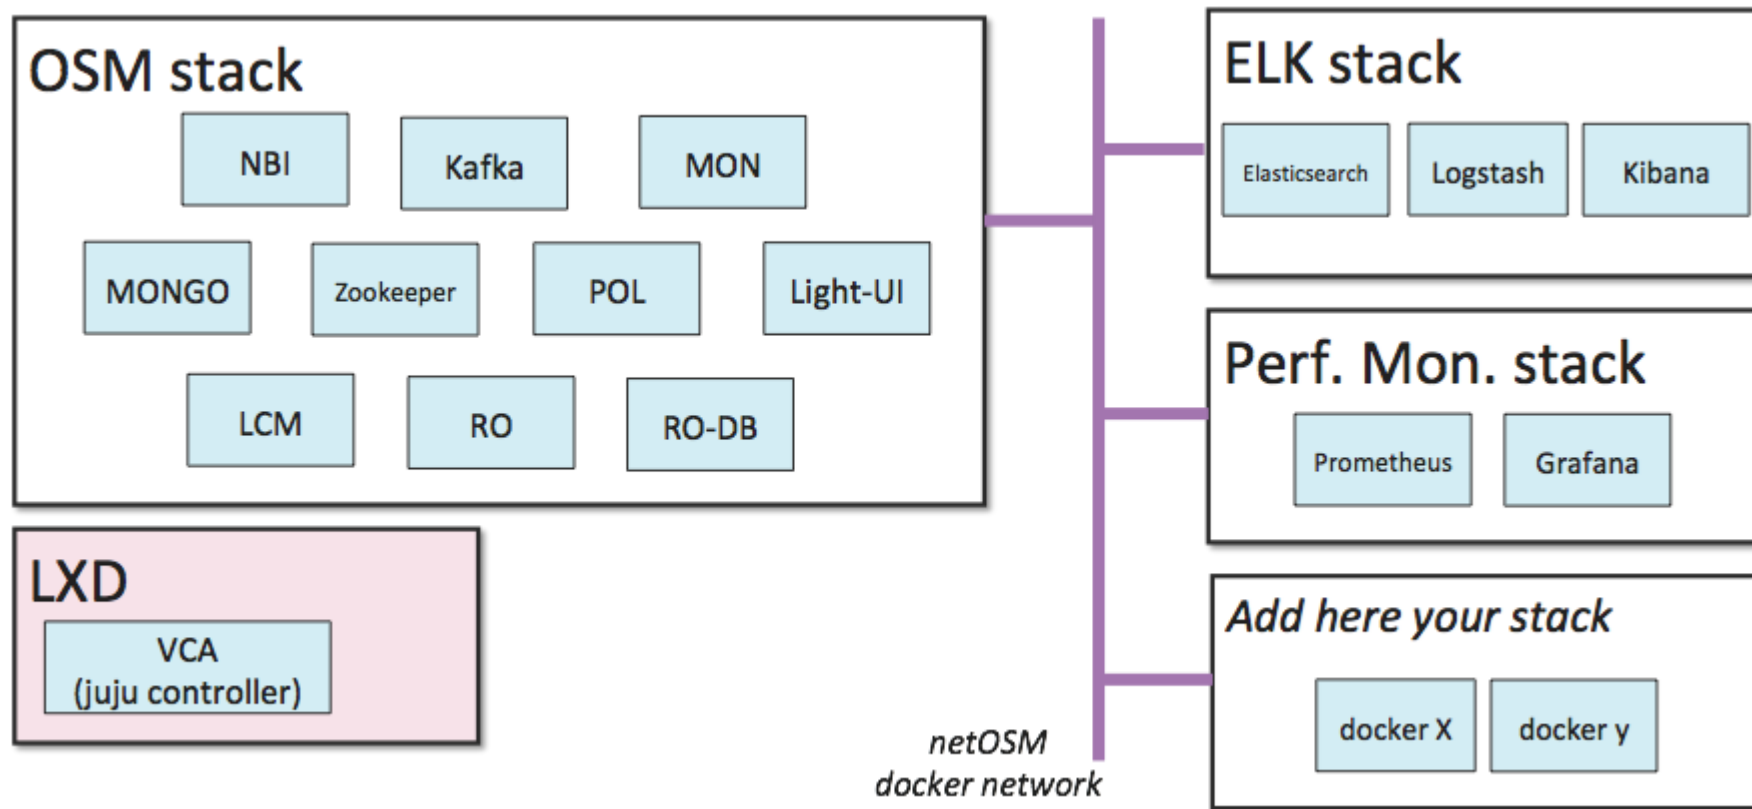 OSM stack
NBI
Kafka
MON
MONGO
Zookeeper
POL
Light-UI
LCM
RO
RO-DB
LXD
VCA
(juju controller)
netOSM
docker network
ELK stack
Elasticsearch
Logstash
Kibana
Perf. Mon. stack
Prometheus
Grafana
Add here your stack
docker X
docker y